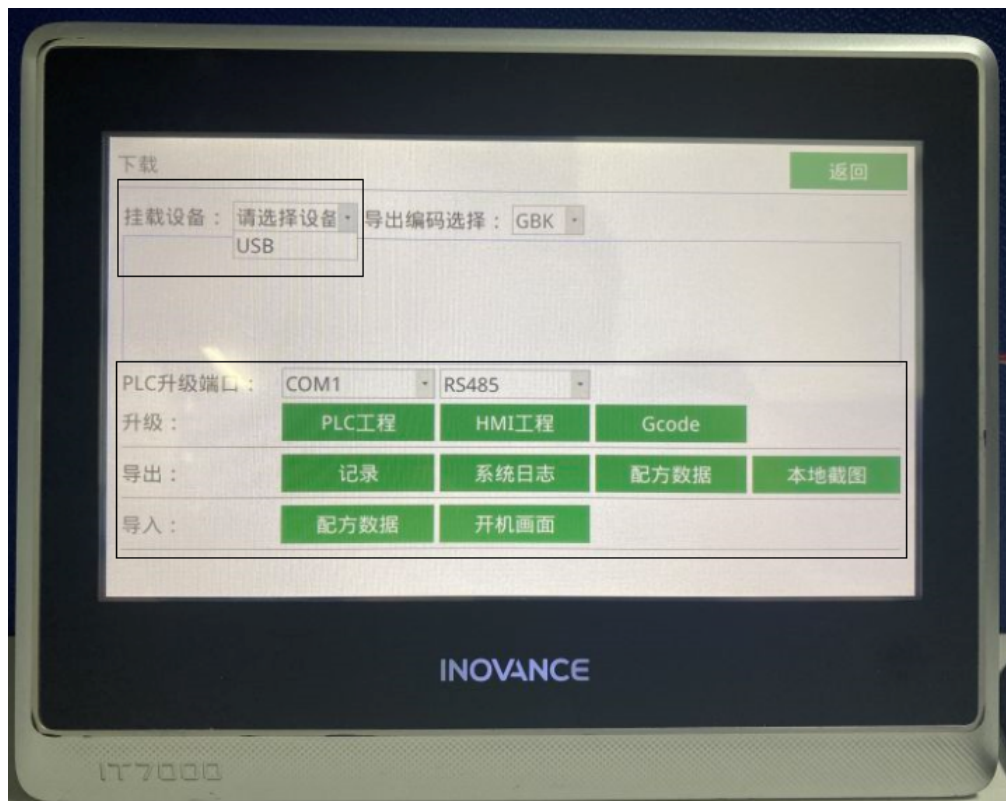 下载 返回
挂载设备： 请选择设备 导出编码选择： GBK
USB
PLC升级端口： COM1 RS485
升级： PLC工程 HMI工程 Gcode
导出： 记录 系统日志 配方数据 本地截图
导入： 配方数据 开机画面
INOVANCE
IT7000